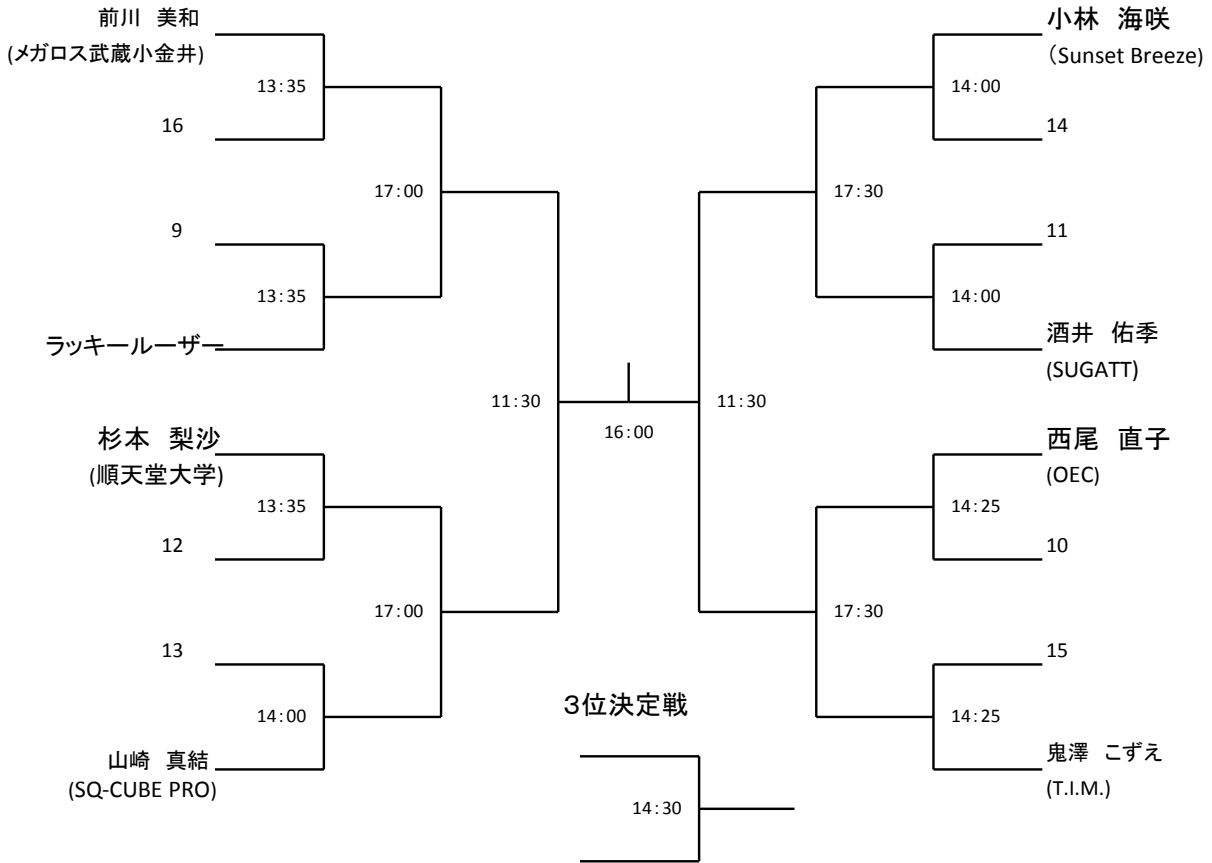 前川　美和
(メガロス武蔵小金井)
13:35
16
17:00
9
13:35
ラッキールーザー
11:30
杉本　梨沙
(順天堂大学)
13:35
12
17:00
13
14:00
山崎　真結
(SQ-CUBE PRO)
16:00
小林　海咲
（Sunset Breeze)
14:00
14
17:30
11
14:00
酒井　佑季
(SUGATT)
11:30
西尾　直子
(OEC)
14:25
10
17:30
15
14:25
鬼澤　こずえ
(T.I.M.)
３位決定戦
14:30